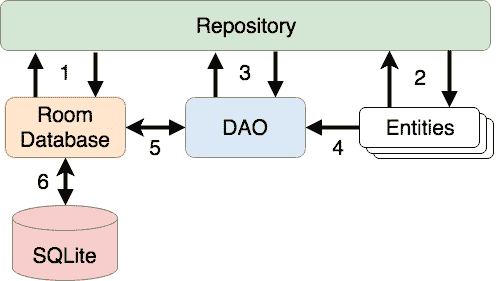 Repository
1
3
2
Room
Database
5
DAO
4
Entities
6
SQLite